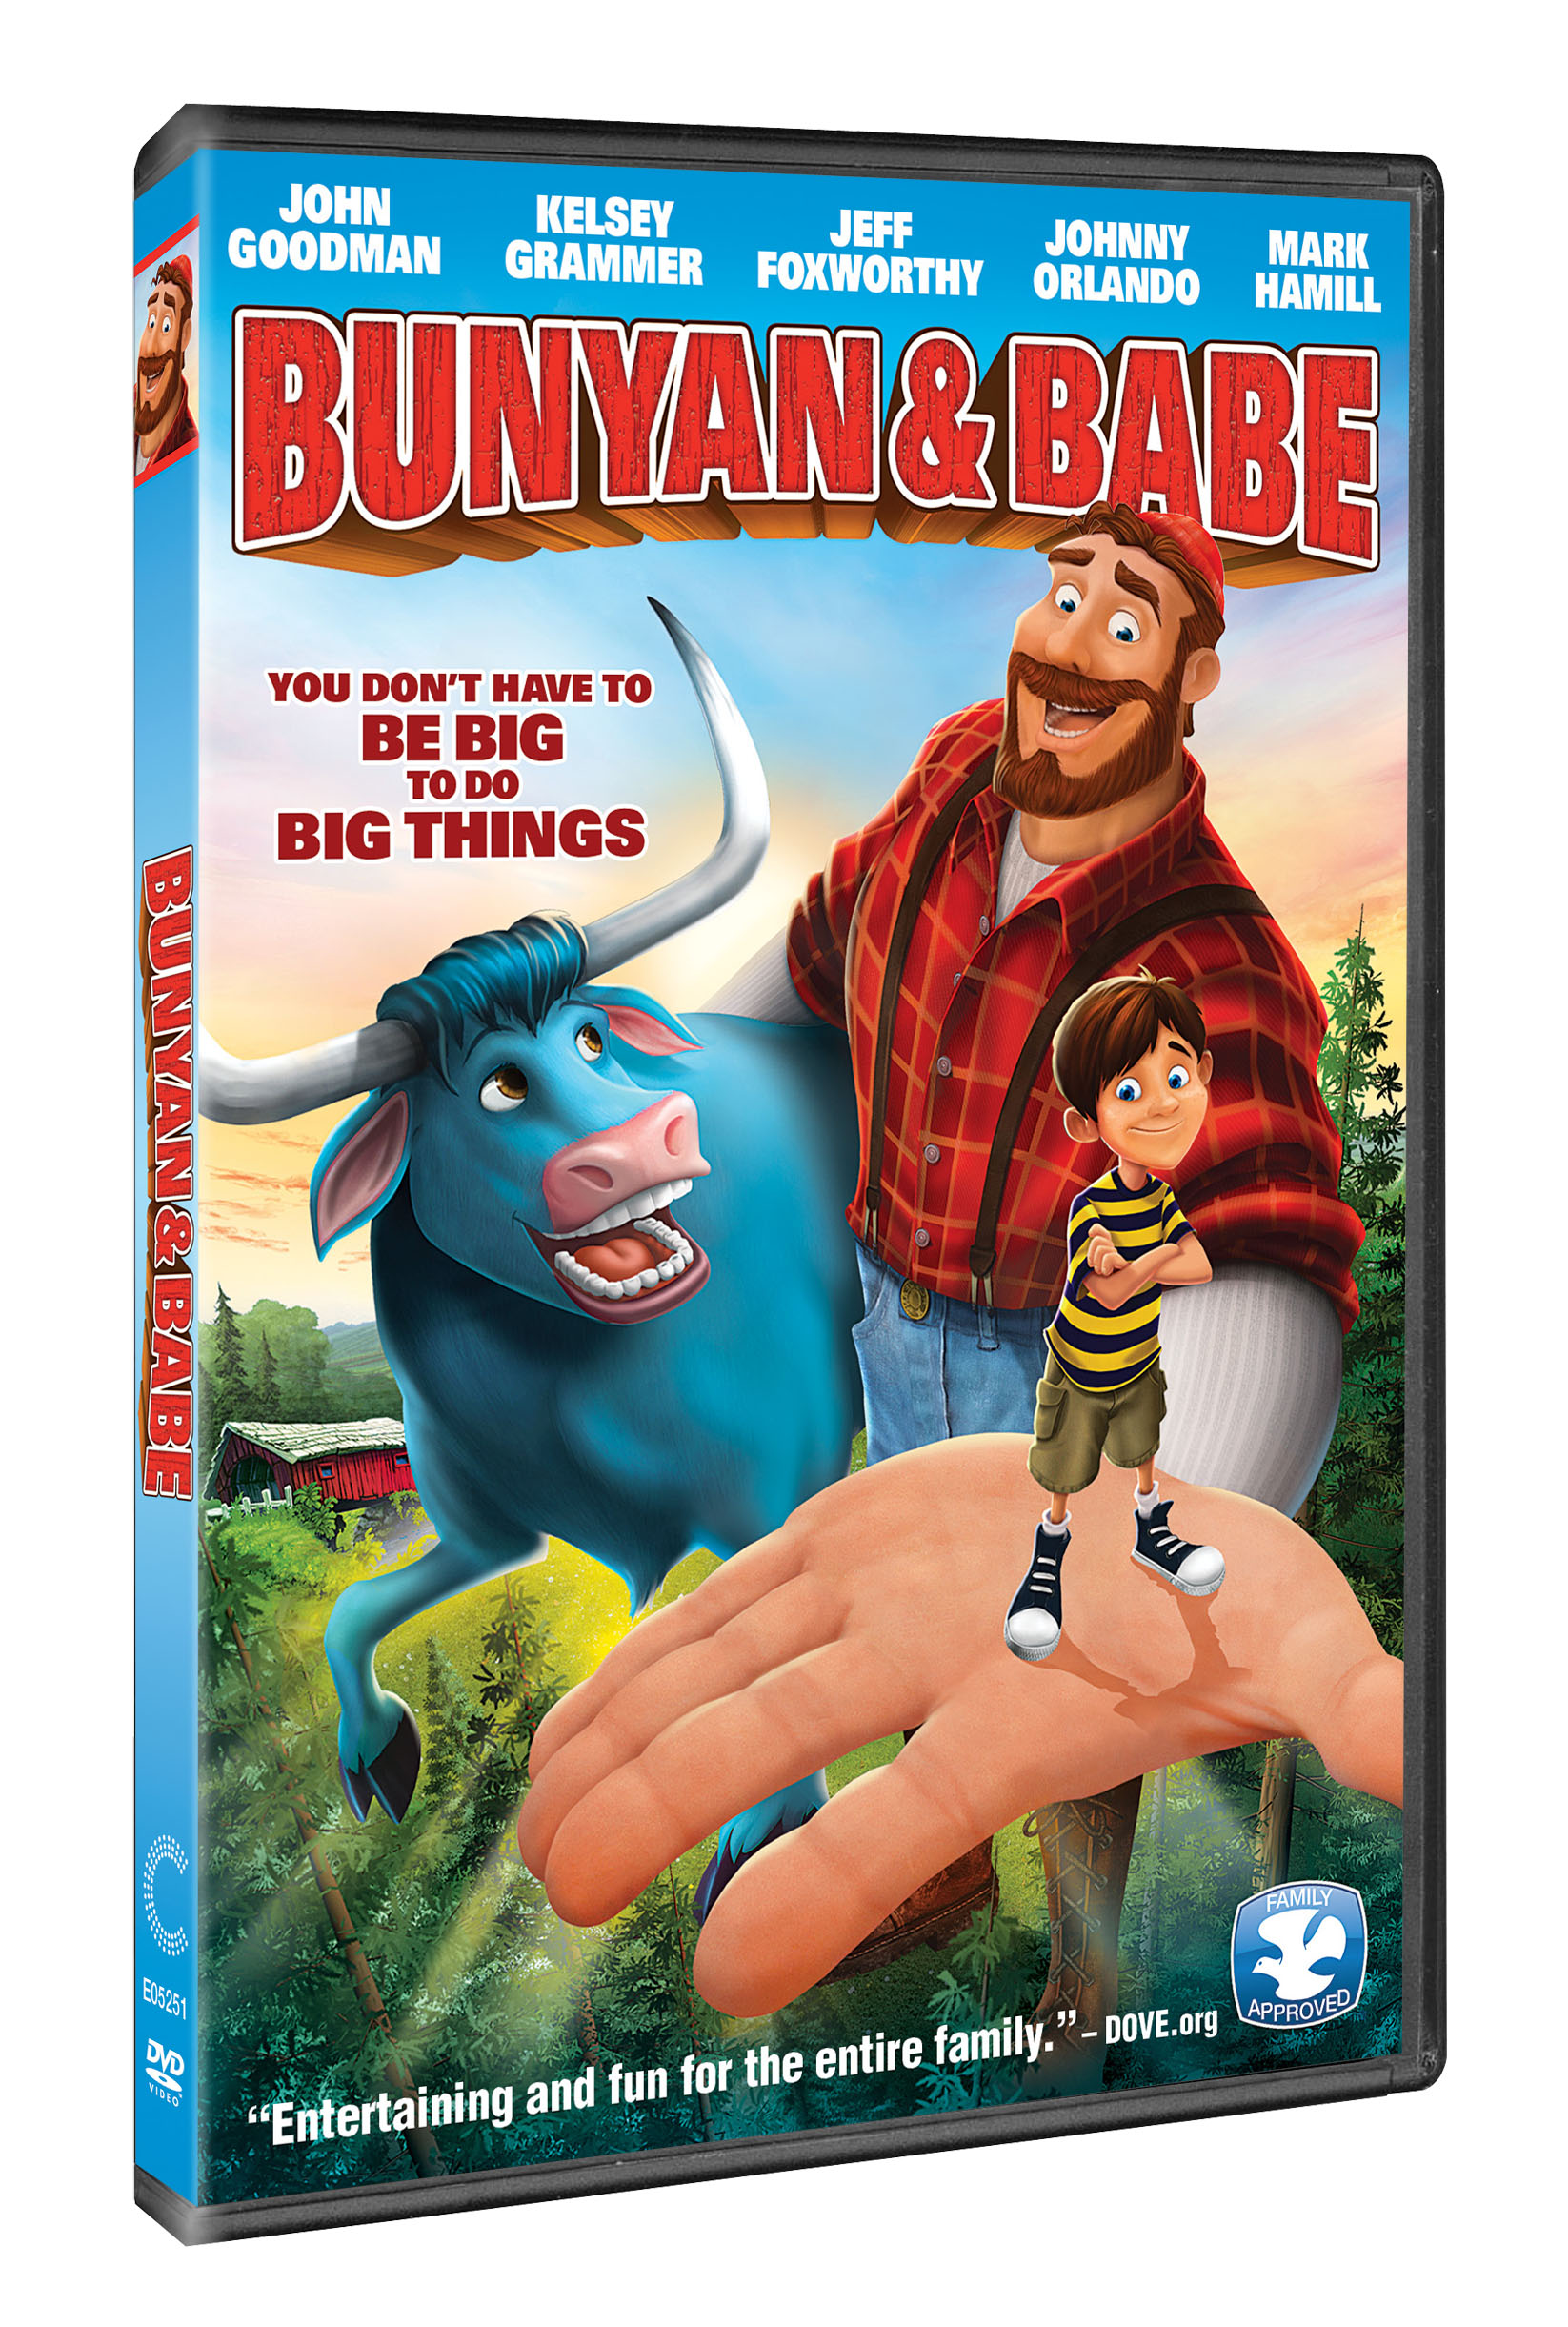 JOHN
GOODMAN
KELSEY
GRAMMER
JEFF
FOXWORTHY
JOHNNY
ORLANDO
MARK
HAMILL
BUNYAN & BABE
YOU DON'T HAVE TO
BE BIG
TO DO
BIG THINGS
BUNYAN & BABE
C
E05251
DVD
VIDEO
FAMILY
APPROVED
“Entertaining and fun for the entire family.” – DOVE.org